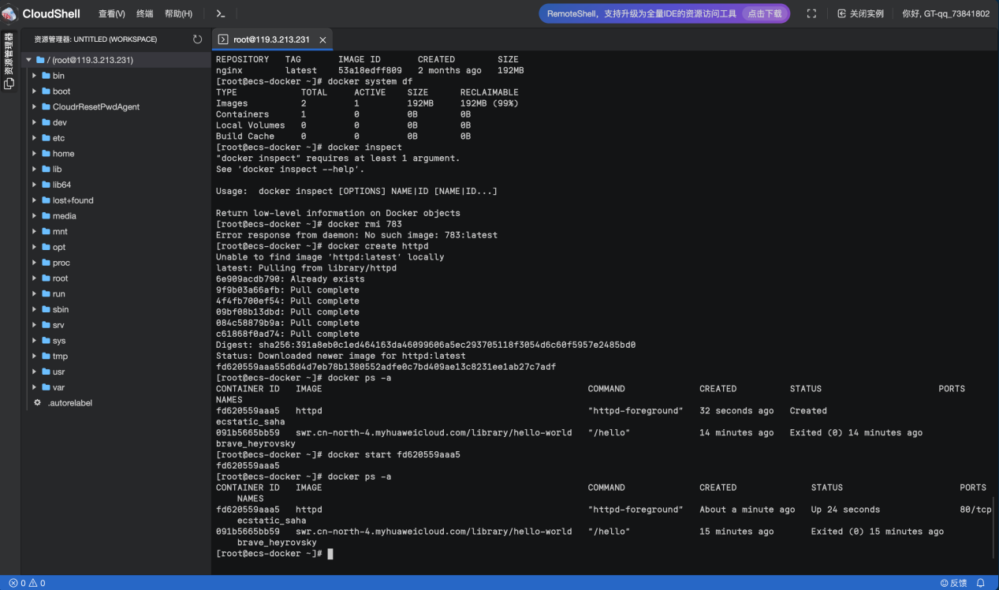 CloudShell 查看(V) 终端 帮助(H) RemoteShell，支持升级为全量IDE的资源访问工具 点击下载 关闭实例 你好, GT-qq_73841802
资源管理器
资源管理器: UNTITLED (WORKSPACE)
/ (root@119.3.213.231)
bin
boot
CloudrResetPwdAgent
dev
etc
home
lib
lib64
lost+found
media
mnt
opt
proc
root
run
sbin
srv
sys
tmp
usr
var
.autorelabel
root@119.3.213.231
REPOSITORY   TAG       IMAGE ID       CREATED        SIZE
nginx        latest    53a18edff809   2 months ago   192MB
[root@ecs-docker ~]# docker system df
TYPE            TOTAL     ACTIVE    SIZE      RECLAIMABLE
Images          2         1         192MB     192MB (99%)
Containers      1         0         0B        0B
Local Volumes   0         0         0B        0B
Build Cache     0         0         0B        0B
[root@ecs-docker ~]# docker inspect
"docker inspect" requires at least 1 argument.
See 'docker inspect --help'.
Usage:  docker inspect [OPTIONS] NAME|ID [NAME|ID...]
Return low-level information on Docker objects
[root@ecs-docker ~]# docker rmi 783
Error response from daemon: No such image: 783:latest
[root@ecs-docker ~]# docker create httpd
Unable to find image 'httpd:latest' locally
latest: Pulling from library/httpd
6e909acdb790: Already exists
9f9b03a66afb: Pull complete
4f4fb700ef54: Pull complete
09bf08b13dbd: Pull complete
084c58879b9a: Pull complete
c61868f0ad74: Pull complete
Digest: sha256:391a8eb0c1ed464163da46099606a5ec293705118f3054d6c60f5957e2485bd0
Status: Downloaded newer image for httpd:latest
fd620559aaa55d6d4d7eb78b1380552adfe0c7bd409ae13c8231ee1ab27c7adf
[root@ecs-docker ~]# docker ps -a
CONTAINER ID   IMAGE   COMMAND   CREATED   STATUS   PORTS
NAMES
fd620559aaa5   httpd   "httpd-foreground"   32 seconds ago   Created
ecstatic_saha
091b5665bb59   swr.cn-north-4.myhuaweicloud.com/library/hello-world   "/hello"   14 minutes ago   Exited (0) 14 minutes ago
brave_heyrovsky
[root@ecs-docker ~]# docker start fd620559aaa5
fd620559aaa5
[root@ecs-docker ~]# docker ps -a
CONTAINER ID   IMAGE   COMMAND   CREATED   STATUS   PORTS
NAMES
fd620559aaa5   httpd   "httpd-foreground"   About a minute ago   Up 24 seconds   80/tcp
ecstatic_saha
091b5665bb59   swr.cn-north-4.myhuaweicloud.com/library/hello-world   "/hello"   15 minutes ago   Exited (0) 15 minutes ago
brave_heyrovsky
[root@ecs-docker ~]#
0 0 反馈